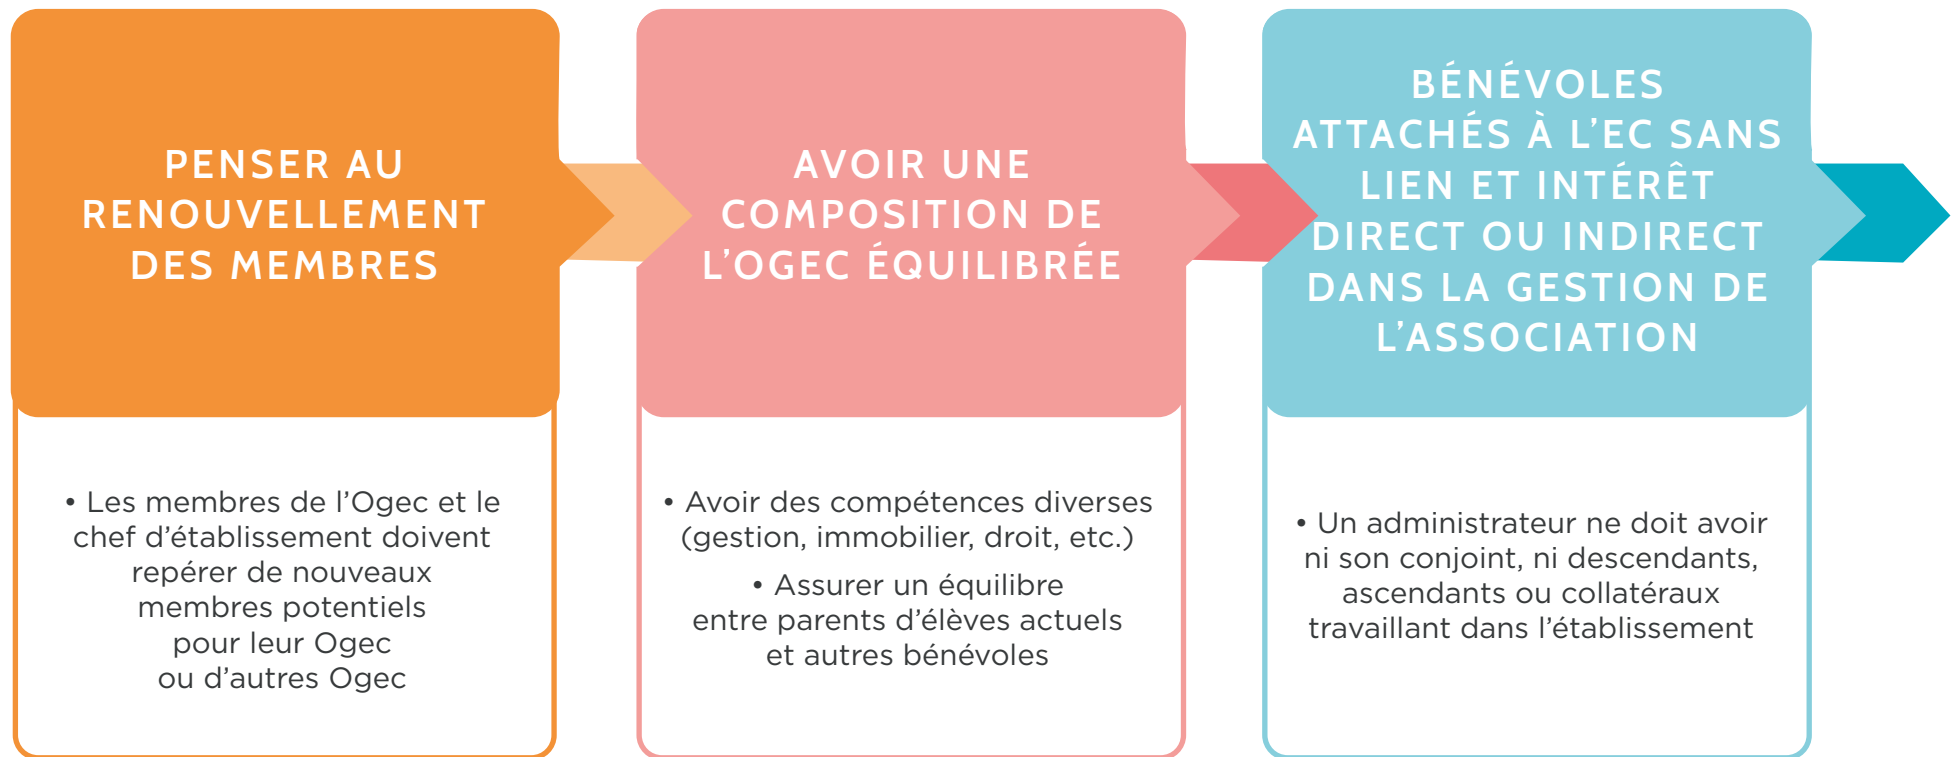 PENSER AU
RENOUVELLEMENT
DES MEMBRES
• Les membres de l’Ogec et le
chef d’établissement doivent
repérer de nouveaux
membres potentiels
pour leur Ogec
ou d’autres Ogec
AVOIR UNE
COMPOSITION DE
L’OGEC ÉQUILIBRÉE
• Avoir des compétences diverses
(gestion, immobilier, droit, etc.)
• Assurer un équilibre
entre parents d’élèves actuels
et autres bénévoles
BÉNÉVOLES
ATTACHÉS À L’EC SANS
LIEN ET INTÉRÊT
DIRECT OU INDIRECT
DANS LA GESTION DE
L’ASSOCIATION
• Un administrateur ne doit avoir
ni son conjoint, ni descendants,
ascendants ou collatéraux
travaillant dans l’établissement